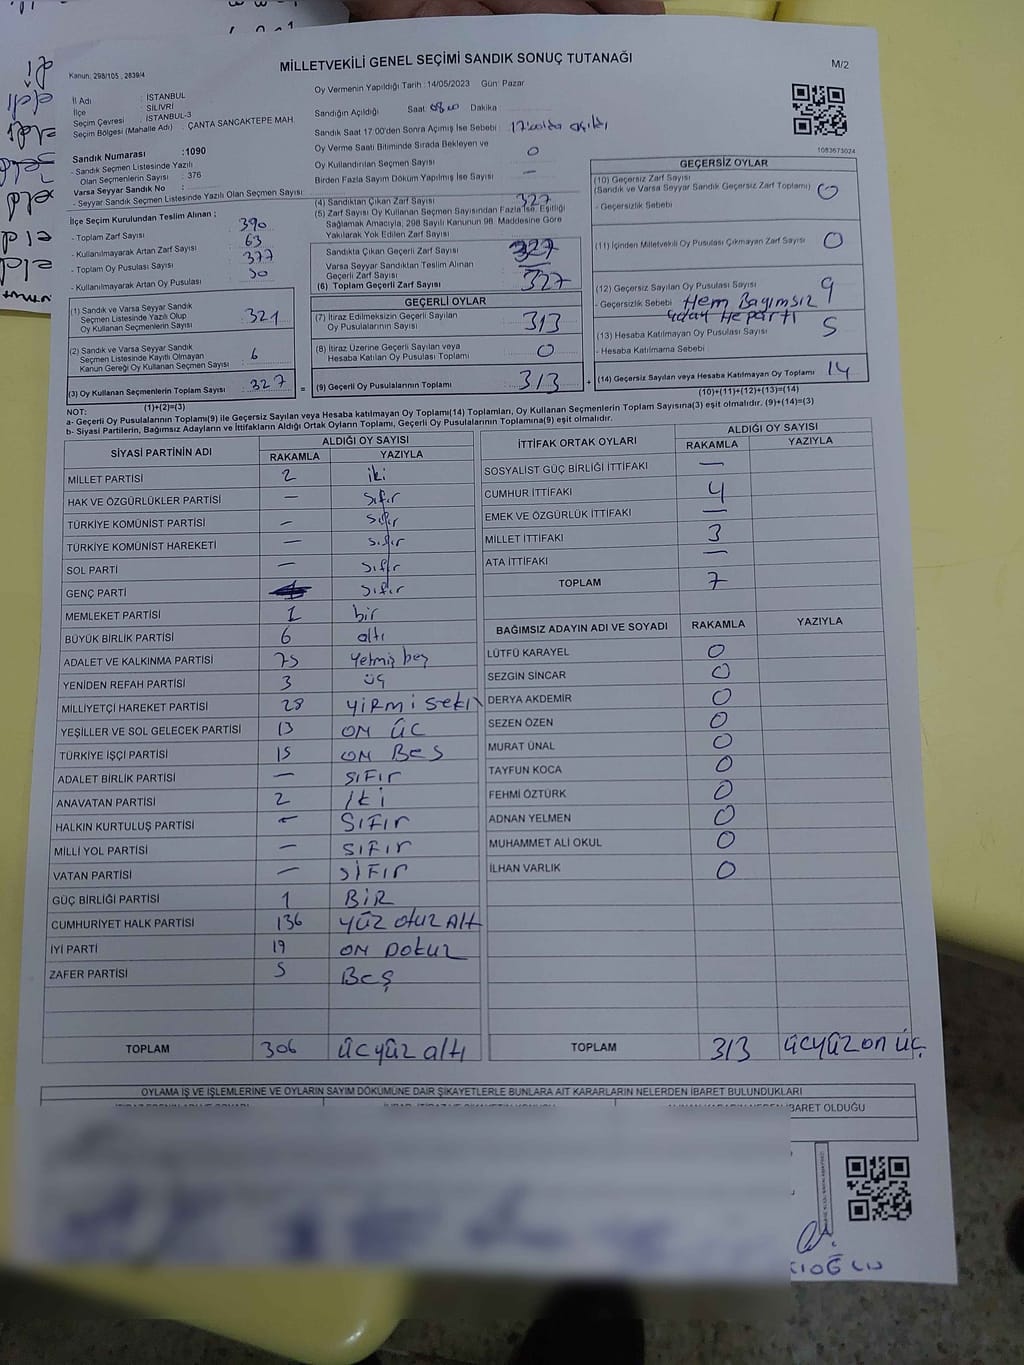 MİLLETVEKİLİ GENEL SEÇİMİ SANDIK SONUÇ TUTANAĞI
M/2
Kanun, 298/105 , 2839/4
İl Adı : İSTANBUL
İlçe : SİLİVRİ
Seçim Çevresi : İSTANBUL-3
Seçim Bölgesi (Mahalle Adı) : ÇANTA SANCAKTEPE MAH.
Sandık Numarası :1090
- Sandık Seçmen Listesinde Yazılı
Olan Seçmenlerin Sayısı : 376
Varsa Seyyar Sandık No :
- Seyyar Sandık Seçmen Listesinde Yazılı Olan Seçmen Sayısı:
Oy Vermenin Yapıldığı Tarih :14/05/2023 Gün: Pazar
Sandığın Açıldığı Saat: 08:00 Dakika :
Sandık Saat 17:00'den Sonra Açımış İse Sebebi : 17:00'da açıldı
Oy Verme Saati Bitiminde Sırada Bekleyen ve
Oy Kullandırılan Seçmen Sayısı : 0
Birden Fazla Sayım Döküm Yapılmış İse Sayısı : —
1083673024
İlçe Seçim Kurulundan Teslim Alınan ;
- Toplam Zarf Sayısı : 390
- Kullanılmayarak Artan Zarf Sayısı : 63
- Toplam Oy Pusulası Sayısı : 377
- Kullanılmayarak Artan Oy Pusulası : 50
(1) Sandık ve Varsa Seyyar Sandık
Seçmen Listesinde Yazılı Olup
Oy Kullanan Seçmenlerin Sayısı : 321
(2) Sandık ve Varsa Seyyar Sandık
Seçmen Listesinde Kayıtlı Olmayan
Kanun Gereği Oy Kullanan Seçmen Sayısı : 6
(3) Oy Kullanan Seçmenlerin Toplam Sayısı : 327
(1)+(2)=(3)
(4) Sandıktan Çıkan Zarf Sayısı : 327
(5) Zarf Sayısı Oy Kullanan Seçmen Sayısından Fazla İse, Eşitliği
Sağlamak Amacıyla, 298 Sayılı Kanunun 98. Maddesine Göre
Yakılarak Yok Edilen Zarf Sayısı :
Sandıkta Çıkan Geçerli Zarf Sayısı : 327
Varsa Seyyar Sandıktan Teslim Alınan
Geçerli Zarf Sayısı : —
(6) Toplam Geçerli Zarf Sayısı : 327
GEÇERLİ OYLAR
(7) İtiraz Edilmeksizin Geçerli Sayılan
Oy Pusulalarının Sayısı : 313
(8) İtiraz Üzerine Geçerli Sayılan veya
Hesaba Katılan Oy Pusulası Toplamı : 0
= (9) Geçerli Oy Pusulalarının Toplamı : 313
GEÇERSİZ OYLAR
(10) Geçersiz Zarf Sayısı
(Sandık ve Varsa Seyyar Sandık Geçersiz Zarf Toplamı) : 0
- Geçersizlik Sebebi :
(11) İçinden Milletvekili Oy Pusulası Çıkmayan Zarf Sayısı : 0
(12) Geçersiz Sayılan Oy Pusulası Sayısı : 9
- Geçersizlik Sebebi : Hem Bağımsız
aday He parti
(13) Hesaba Katılmayan Oy Pusulası Sayısı : 5
- Hesaba Katılmama Sebebi :
+ (14) Geçersiz Sayılan veya Hesaba Katılmayan Oy Toplamı : 14
(10)+(11)+(12)+(13)=(14)
NOT:
a- Geçerli Oy Pusulalarının Toplamı(9) ile Geçersiz Sayılan veya Hesaba katılmayan Oy Toplamı(14) Toplamları, Oy Kullanan Seçmenlerin Toplam Sayısına(3) eşit olmalıdır. (9)+(14)=(3)
b- Siyasi Partilerin, Bağımsız Adayların ve İttifakların Aldığı Ortak Oyların Toplamı, Geçerli Oy Pusulalarının Toplamına(9) eşit olmalıdır.
SİYASİ PARTİNİN ADI ALDIĞI OY SAYISI
RAKAMLA YAZIYLA
MİLLET PARTİSİ 2 iki
HAK VE ÖZGÜRLÜKLER PARTİSİ — sıfır
TÜRKİYE KOMÜNİST PARTİSİ — sıfır
TÜRKİYE KOMÜNİST HAREKETİ — sıfır
SOL PARTİ — sıfır
GENÇ PARTİ sıfır
MEMLEKET PARTİSİ 1 bir
BÜYÜK BİRLİK PARTİSİ 6 altı
ADALET VE KALKINMA PARTİSİ 75 yetmiş beş
YENİDEN REFAH PARTİSİ 3 üç
MİLLİYETÇİ HAREKET PARTİSİ 28 yirmi seki
YEŞİLLER VE SOL GELECEK PARTİSİ 13 on üc
TÜRKİYE İŞÇİ PARTİSİ 15 on Bes
ADALET BİRLİK PARTİSİ — SIFIr
ANAVATAN PARTİSİ 2 İki
HALKIN KURTULUŞ PARTİSİ — SIFIr
MİLLİ YOL PARTİSİ — SIFIr
VATAN PARTİSİ — SİFIr
GÜÇ BİRLİĞİ PARTİSİ 1 BİR
CUMHURİYET HALK PARTİSİ 136 yüz otuz Altı
İYİ PARTİ 19 on Dokuz
ZAFER PARTİSİ 5 Beş
TOPLAM 306 ücyüz altı
İTTİFAK ORTAK OYLARI ALDIĞI OY SAYISI
RAKAMLA YAZIYLA
SOSYALİST GÜÇ BİRLİĞİ İTTİFAKI —
CUMHUR İTTİFAKI 4
EMEK VE ÖZGÜRLÜK İTTİFAKI —
MİLLET İTTİFAKI 3
ATA İTTİFAKI —
TOPLAM 7
BAĞIMSIZ ADAYIN ADI VE SOYADI RAKAMLA YAZIYLA
LÜTFÜ KARAYEL 0
SEZGİN SİNCAR 0
DERYA AKDEMİR 0
SEZEN ÖZEN 0
MURAT ÜNAL 0
TAYFUN KOCA 0
FEHMİ ÖZTÜRK 0
ADNAN YELMEN 0
MUHAMMET ALİ OKUL 0
İLHAN VARLIK 0
TOPLAM 313 ücyüz on üç
OYLAMA İŞ VE İŞLEMLERİNE VE OYLARIN SAYIM DÖKÜMÜNE DAİR ŞİKAYETLERLE BUNLARA AİT KARARLARIN NELERDEN İBARET BULUNDUKLARI
İBARET OLDUĞU